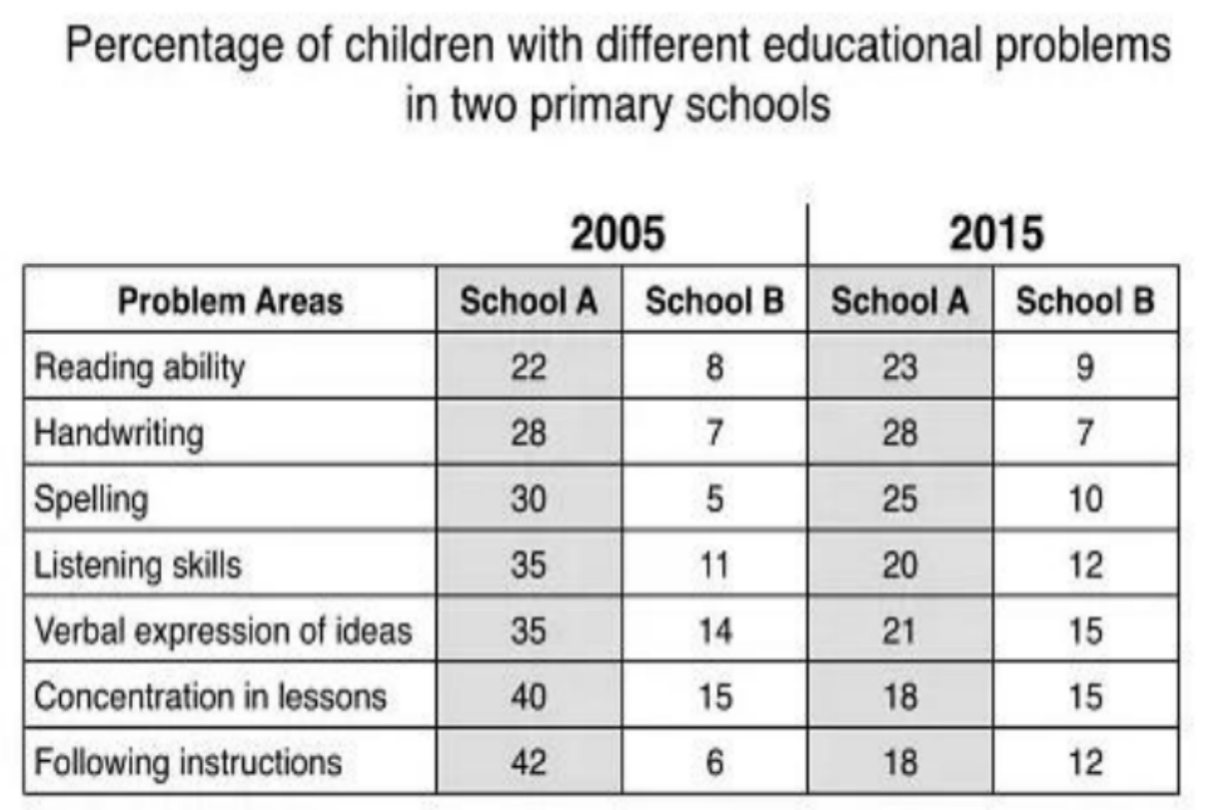 Percentage of children with different educational problems
in two primary schools
2005 2015
Problem Areas School A School B School A School B
Reading ability 22 8 23 9
Handwriting 28 7 28 7
Spelling 30 5 25 10
Listening skills 35 11 20 12
Verbal expression of ideas 35 14 21 15
Concentration in lessons 40 15 18 15
Following instructions 42 6 18 12